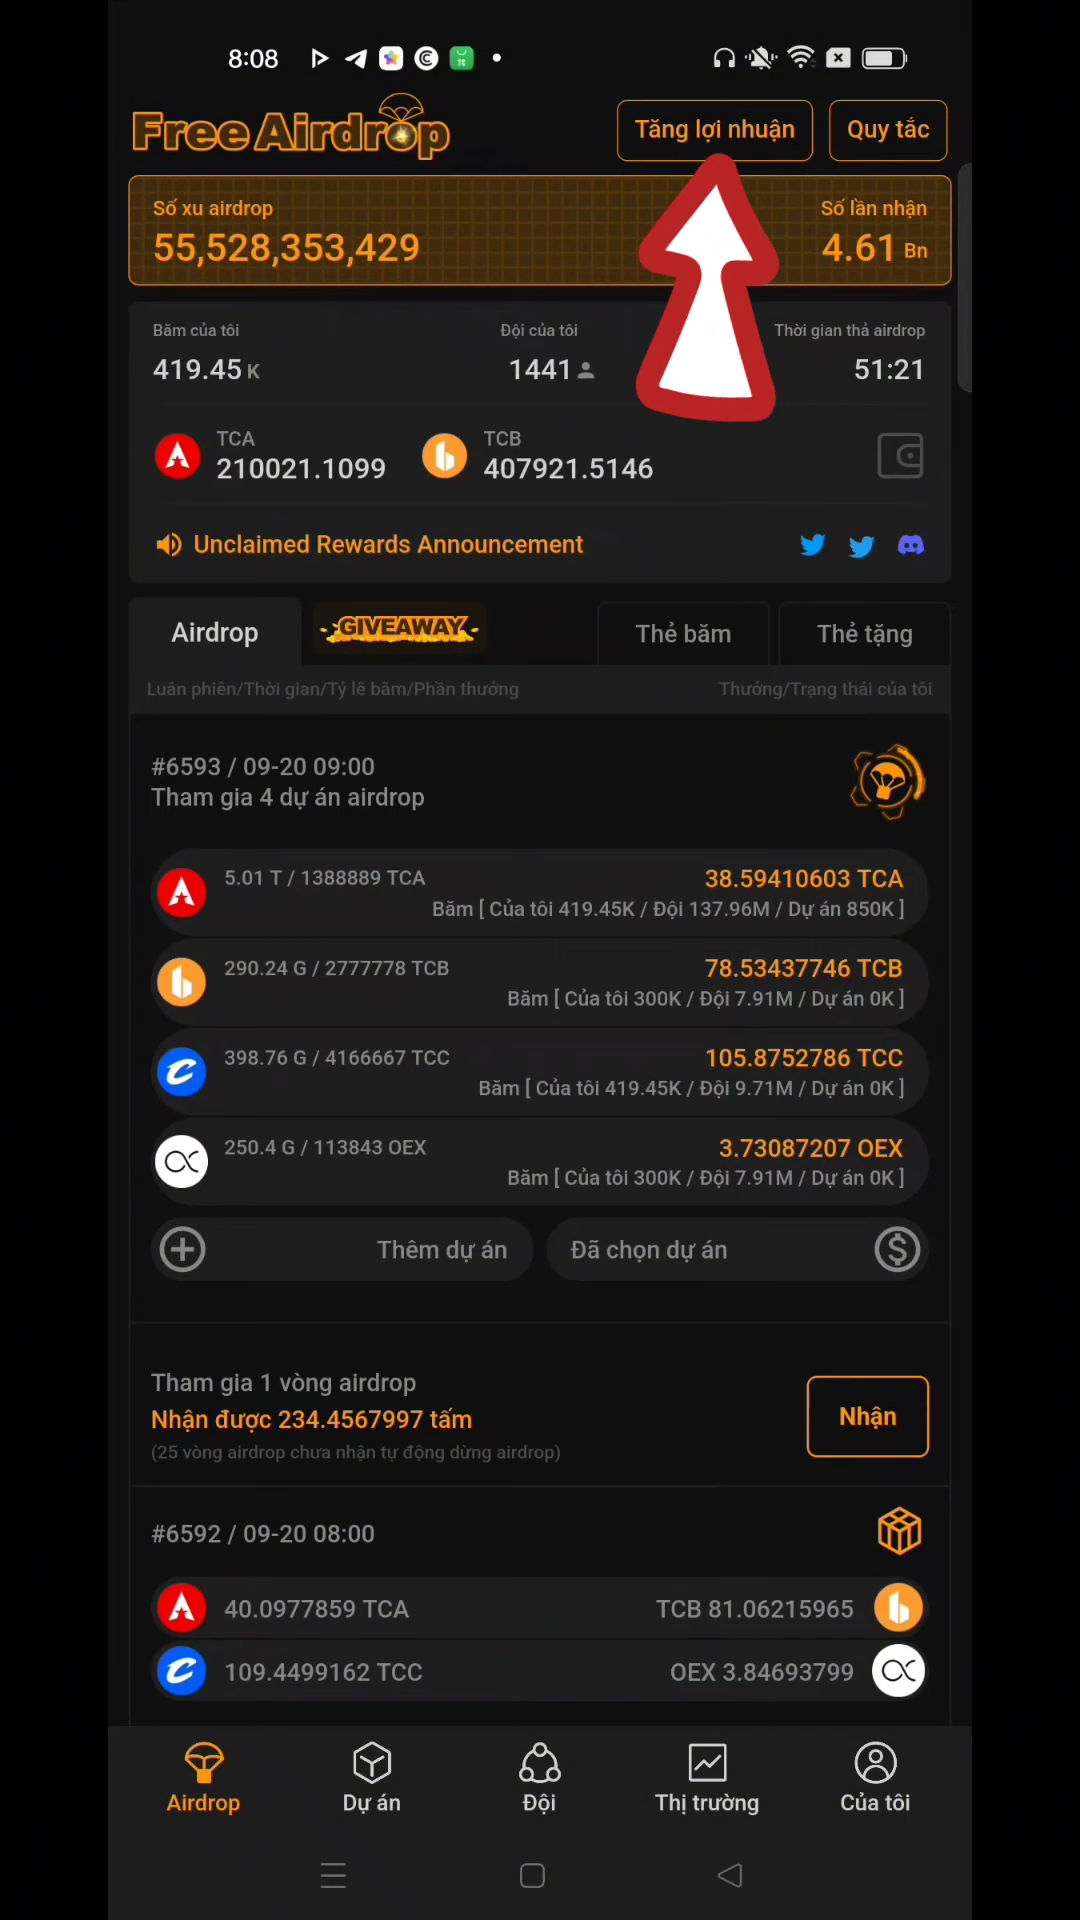 8:08
Free Airdrop
Tăng lợi nhuận
Quy tắc
Số xu airdrop
Số lần nhận
55,528,353,429
4.61 Bn
Băm của tôi
Đội của tôi
Thời gian thả airdrop
419.45 K
1441
51:21
TCA
210021.1099
TCB
407921.5146
Unclaimed Rewards Announcement
Airdrop
GIVEAWAY
Thẻ băm
Thẻ tặng
Luân phiên/Thời gian/Tỷ lê băm/Phần thưởng
Thưởng/Trạng thái của tôi
#6593 / 09-20 09:00
Tham gia 4 dự án airdrop
5.01 T / 1388889 TCA
38.59410603 TCA
Băm [ Của tôi 419.45K / Đội 137.96M / Dự án 850K ]
290.24 G / 2777778 TCB
78.53437746 TCB
Băm [ Của tôi 300K / Đội 7.91M / Dự án 0K ]
398.76 G / 4166667 TCC
105.8752786 TCC
Băm [ Của tôi 419.45K / Đội 9.71M / Dự án 0K ]
250.4 G / 113843 OEX
3.73087207 OEX
Băm [ Của tôi 300K / Đội 7.91M / Dự án 0K ]
Thêm dự án
Đã chọn dự án
Tham gia 1 vòng airdrop
Nhận được 234.4567997 tấm
(25 vòng airdrop chưa nhận tự động dừng airdrop)
Nhận
#6592 / 09-20 08:00
40.0977859 TCA
TCB 81.06215965
109.4499162 TCC
OEX 3.84693799
Airdrop
Dự án
Đội
Thị trường
Của tôi